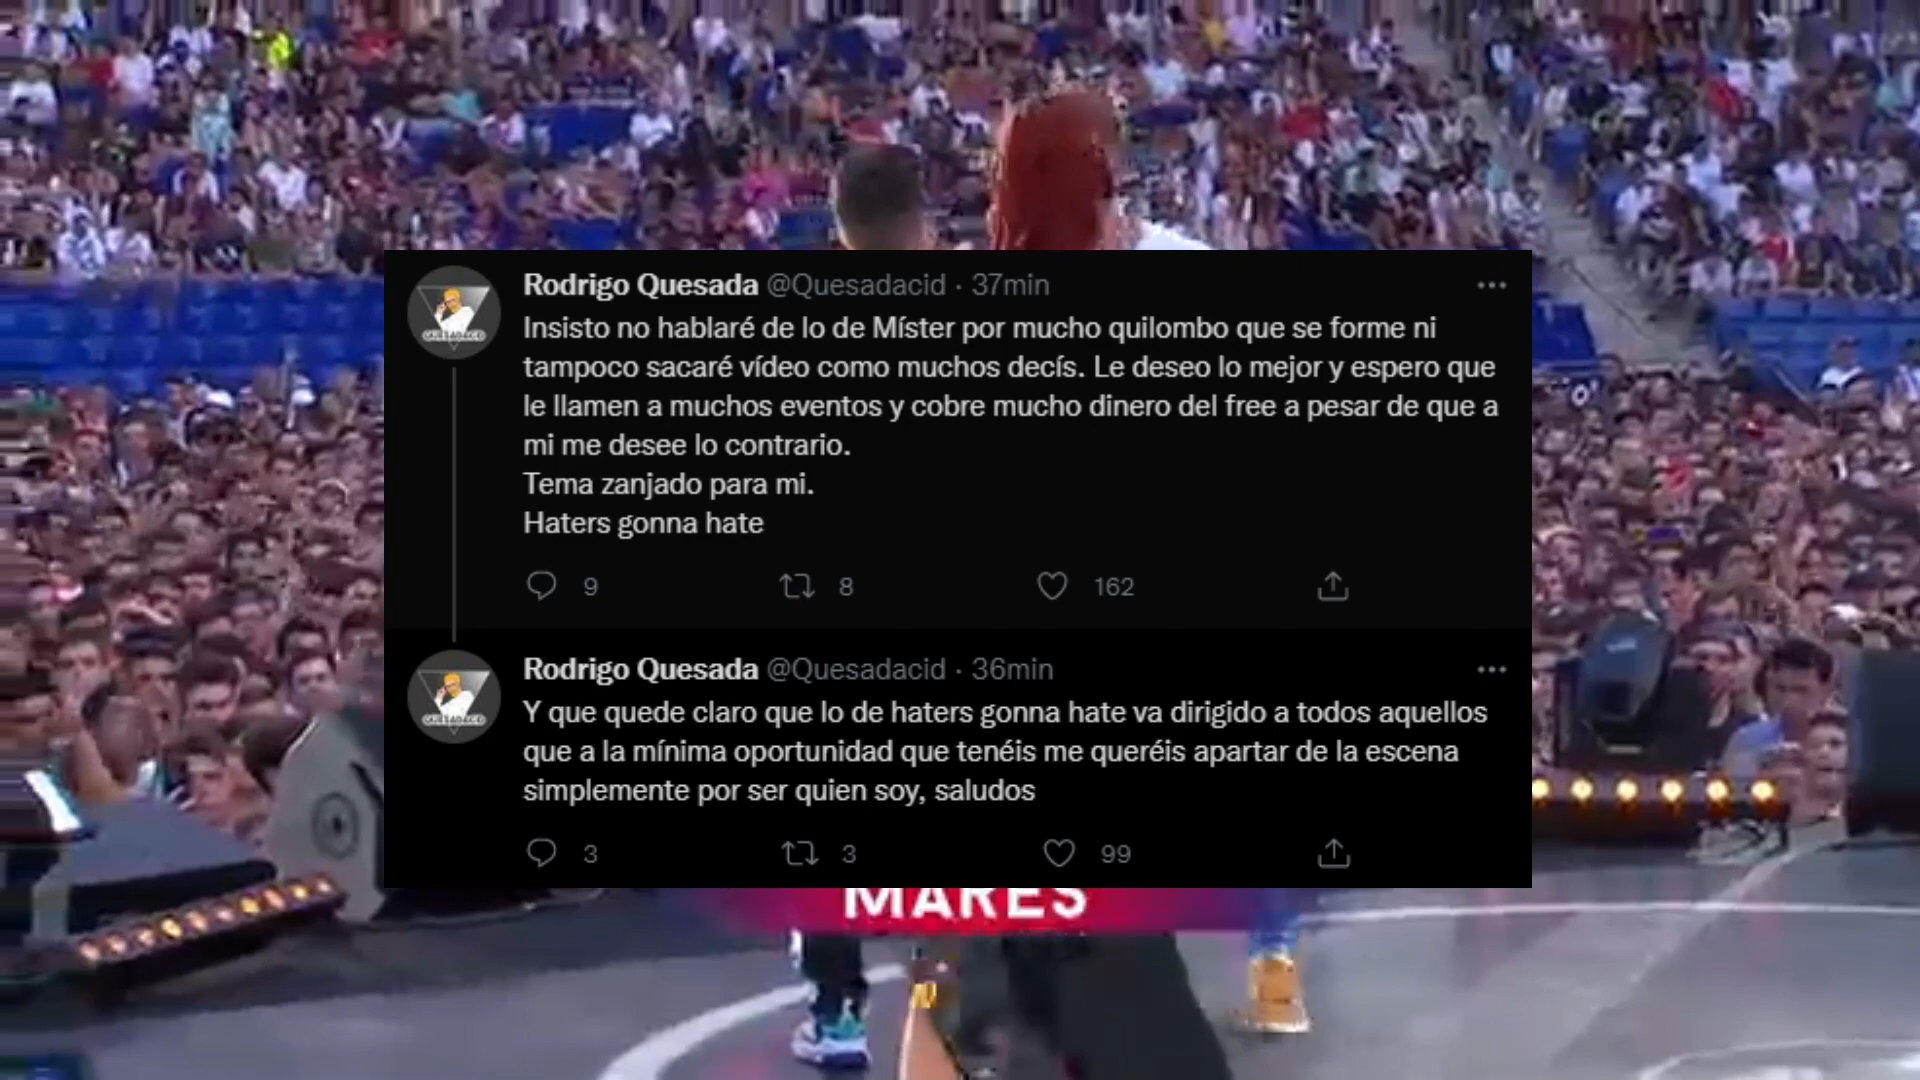 Rodrigo Quesada @Quesadacid · 37min
Insisto no hablaré de lo de Míster por mucho quilombo que se forme ni
tampoco sacaré vídeo como muchos decís. Le deseo lo mejor y espero que
le llamen a muchos eventos y cobre mucho dinero del free a pesar de que a
mi me desee lo contrario.
Tema zanjado para mi.
Haters gonna hate
9 8 162
Rodrigo Quesada @Quesadacid · 36min
Y que quede claro que lo de haters gonna hate va dirigido a todos aquellos
que a la mínima oportunidad que tenéis me queréis apartar de la escena
simplemente por ser quien soy, saludos
3 3 99
MARES